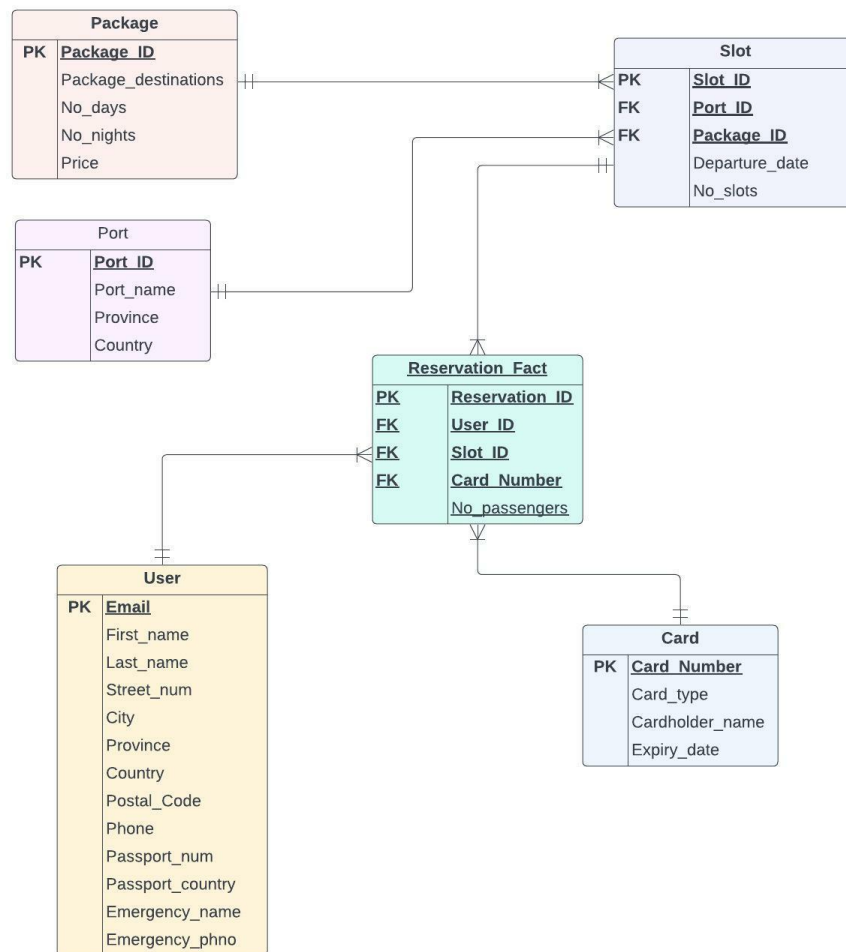 Package
PK Package_ID
Package_destinations
No_days
No_nights
Price
Slot
PK Slot_ID
FK Port_ID
FK Package_ID
Departure_date
No_slots
Port
PK Port_ID
Port_name
Province
Country
Reservation_Fact
PK Reservation_ID
FK User_ID
FK Slot_ID
FK Card_Number
No_passengers
User
PK Email
First_name
Last_name
Street_num
City
Province
Country
Postal_Code
Phone
Passport_num
Passport_country
Emergency_name
Emergency_phno
Card
PK Card_Number
Card_type
Cardholder_name
Expiry_date